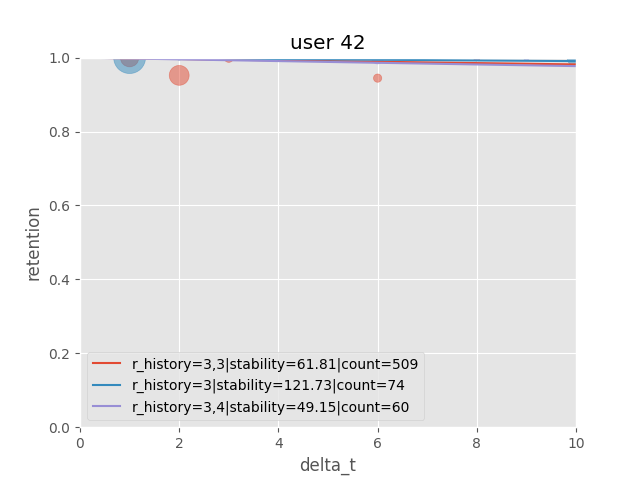 user 42
1.0
0.8
0.6
0.4
0.2
0.0
retention
r_history=3,3|stability=61.81|count=509
r_history=3|stability=121.73|count=74
r_history=3,4|stability=49.15|count=60
0 2 4 6 8 10
delta_t